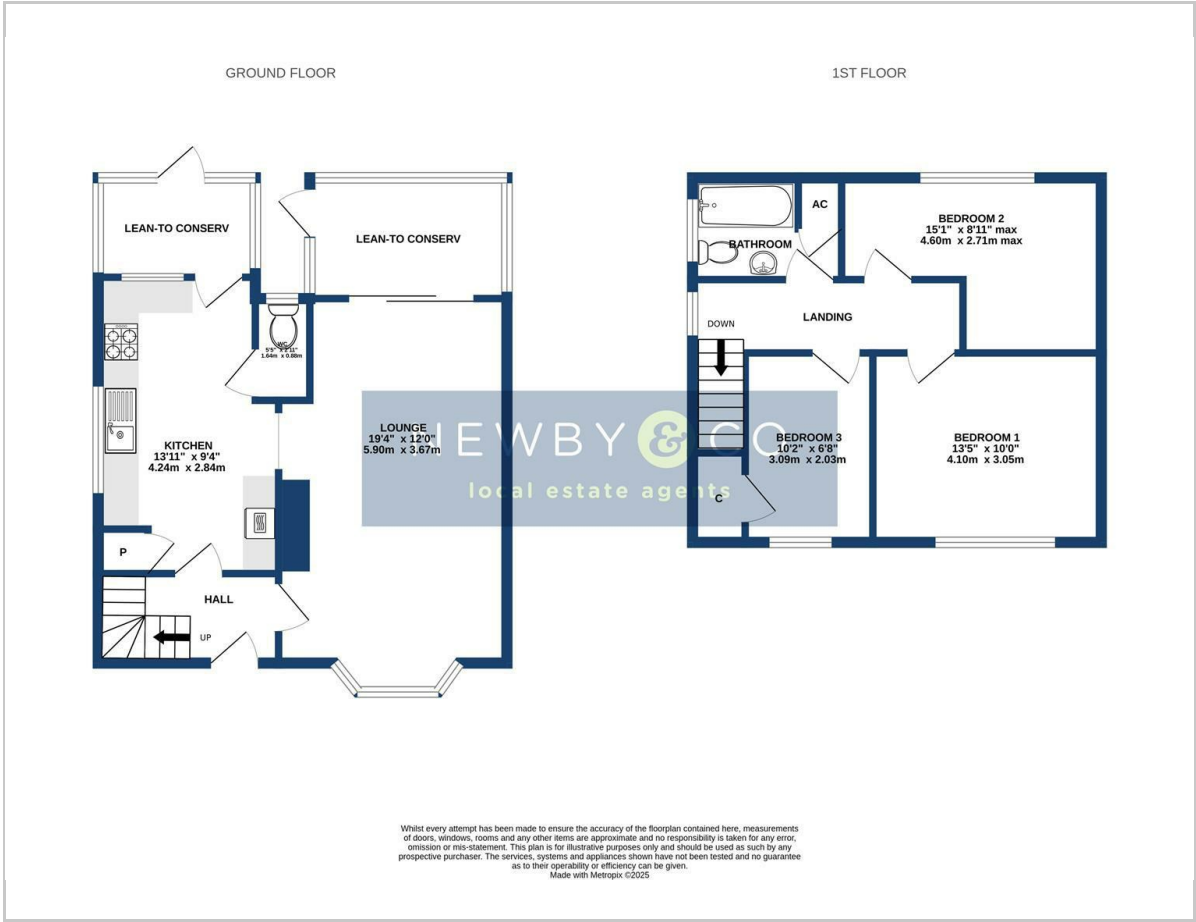 GROUND FLOOR
1ST FLOOR
LEAN-TO CONSERV
LEAN-TO CONSERV
WC
5'5" x 2'11"
1.64m x 0.88m
KITCHEN
13'11" x 9'4"
4.24m x 2.84m
LOUNGE
19'4" x 12'0"
5.90m x 3.67m
P
HALL
UP
AC
BATHROOM
BEDROOM 2
15'1" x 8'11" max
4.60m x 2.71m max
LANDING
DOWN
BEDROOM 3
10'2" x 6'8"
3.09m x 2.03m
BEDROOM 1
13'5" x 10'0"
4.10m x 3.05m
C
NEWBY & CO
local estate agents
Whilst every attempt has been made to ensure the accuracy of the floorplan contained here, measurements
of doors, windows, rooms and any other items are approximate and no responsibility is taken for any error,
omission or mis-statement. This plan is for illustrative purposes only and should be used as such by any
prospective purchaser. The services, systems and appliances shown have not been tested and no guarantee
as to their operability or efficiency can be given.
Made with Metropix ©2025